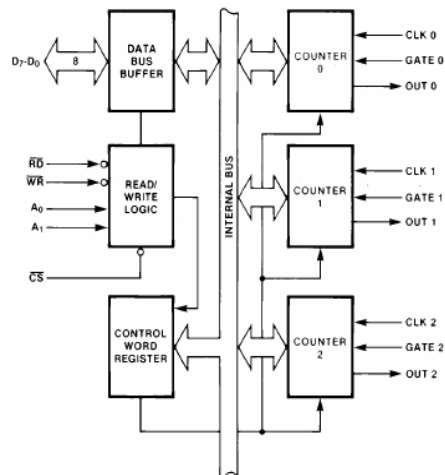 D7-D0
8
DATA
BUS
BUFFER
COUNTER
0
CLK 0
GATE 0
OUT 0
RD
WR
A0
A1
CS
READ/
WRITE
LOGIC
INTERNAL BUS
COUNTER
1
CLK 1
GATE 1
OUT 1
CONTROL
WORD
REGISTER
COUNTER
2
CLK 2
GATE 2
OUT 2